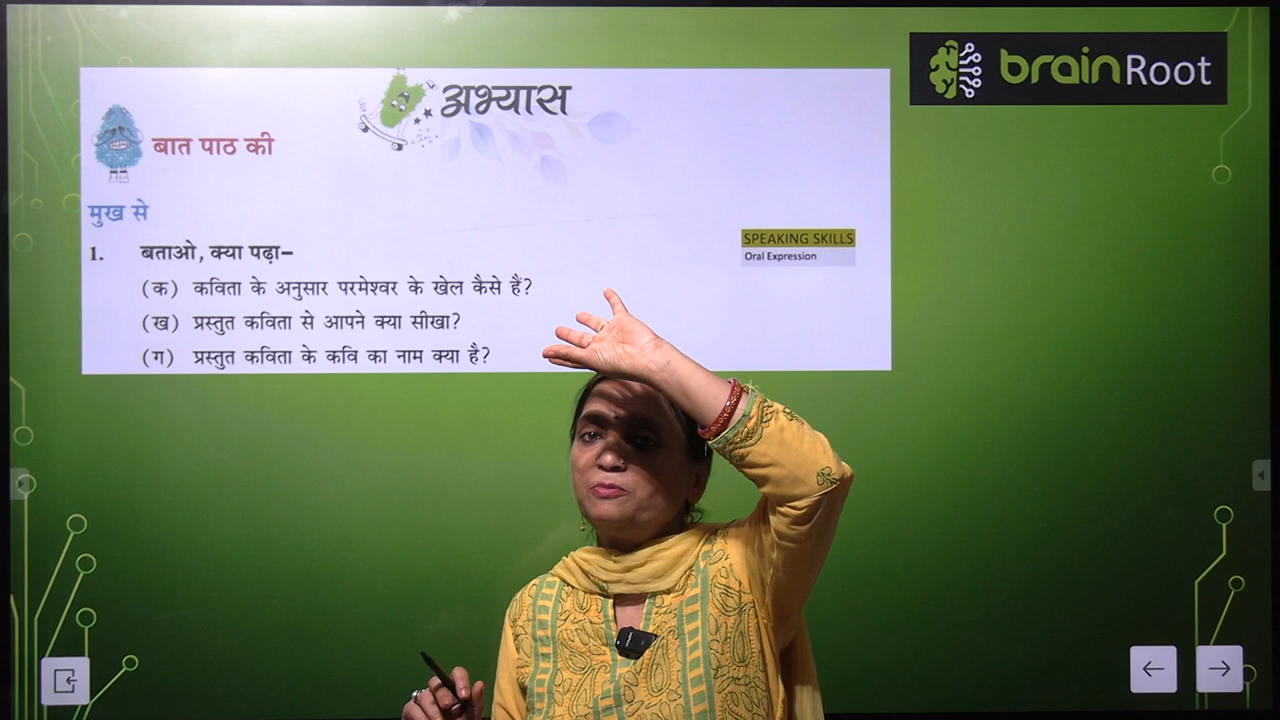 brainRoot
अभ्यास
बात पाठ की
मुख से
1. बताओ, क्या पढ़ा–
SPEAKING SKILLS
Oral Expression
(क) कविता के अनुसार परमेश्वर के खेल कैसे हैं?
(ख) प्रस्तुत कविता से आपने क्या सीखा?
(ग) प्रस्तुत कविता के कवि का नाम क्या है?